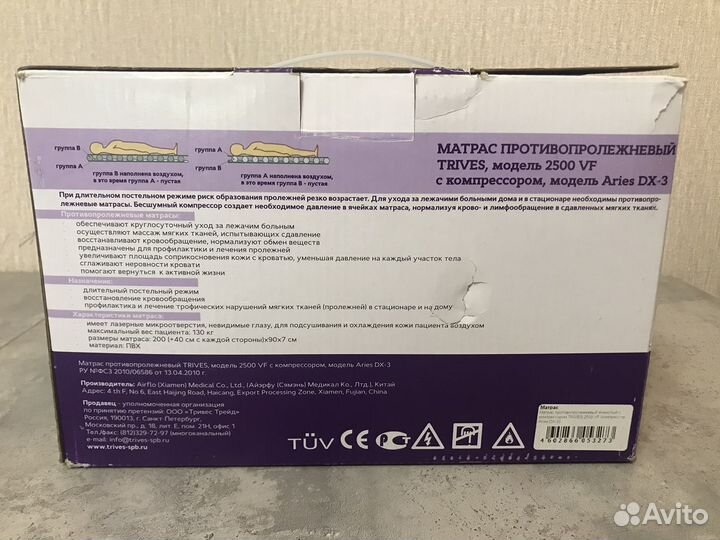 группа В
группа А
группа В наполнена воздухом,
в это время группа А - пустая
группа А
группа В
группа А наполнена воздухом,
в это время группа В - пустая
МАТРАС ПРОТИВОПРОЛЕЖНЕВЫЙ
TRIVES, модель 2500 VF
с компрессором, модель Aries DX-3
При длительном постельном режиме риск образования пролежней резко возрастает. Для ухода за лежачими больными дома и в стационаре необходимы противопро-
лежневые матрасы. Бесшумный компрессор создает необходимое давление в ячейках матраса, нормализуя крово- и лимфообращение в сдавленных мягких тканях.
Противопролежневые матрасы:
обеспечивают круглосуточный уход за лежачим больным
осуществляют массаж мягких тканей, испытывающих сдавление
восстанавливают кровообращение, нормализуют обмен веществ
предназначены для профилактики и лечения пролежней
увеличивают площадь соприкосновения кожи с кроватью, уменьшая давление на каждый участок тела
сглаживают неровности кровати
помогают вернуться к активной жизни
Назначение:
длительный постельный режим
восстановление кровообращения
профилактика и лечение трофических нарушений мягких тканей (пролежней) в стационаре и на дому
Характеристики матраса:
имеет лазерные микроотверстия, невидимые глазу, для подсушивания и охлаждения кожи пациента воздухом
максимальный вес пациента: 130 кг
размеры матраса: 200 (+40 см с каждой стороны)х90х7 см
материал: ПВХ
Матрас противопролежневый TRIVES, модель 2500 VF с компрессором, модель Aries DX-3
РУ №ФСЗ 2010/06586 от 13.04.2010 г.
Производитель: Airflo (Xiamen) Medical Co., Ltd., (Айэрфу (Сямэнь) Медикал Ко., Лтд.), Китай
Адрес: 4 th F, No 6, East Haijing Road, Haicang, Export Processing Zone, Xiamen, Fujian, China
Продавец - уполномоченная организация
по принятию претензий: ООО «Тривес Трейд»
Россия, 190013, г. Санкт-Петербург,
Московский пр., д. 18, лит. Е, пом. 21Н, офис 1
Тел./факс: (812)329-72-97 (многоканальный)
e-mail: info@trives-spb.ru
www.trives-spb.ru
TÜV CE PG
Матрас
4602866053273
Avito